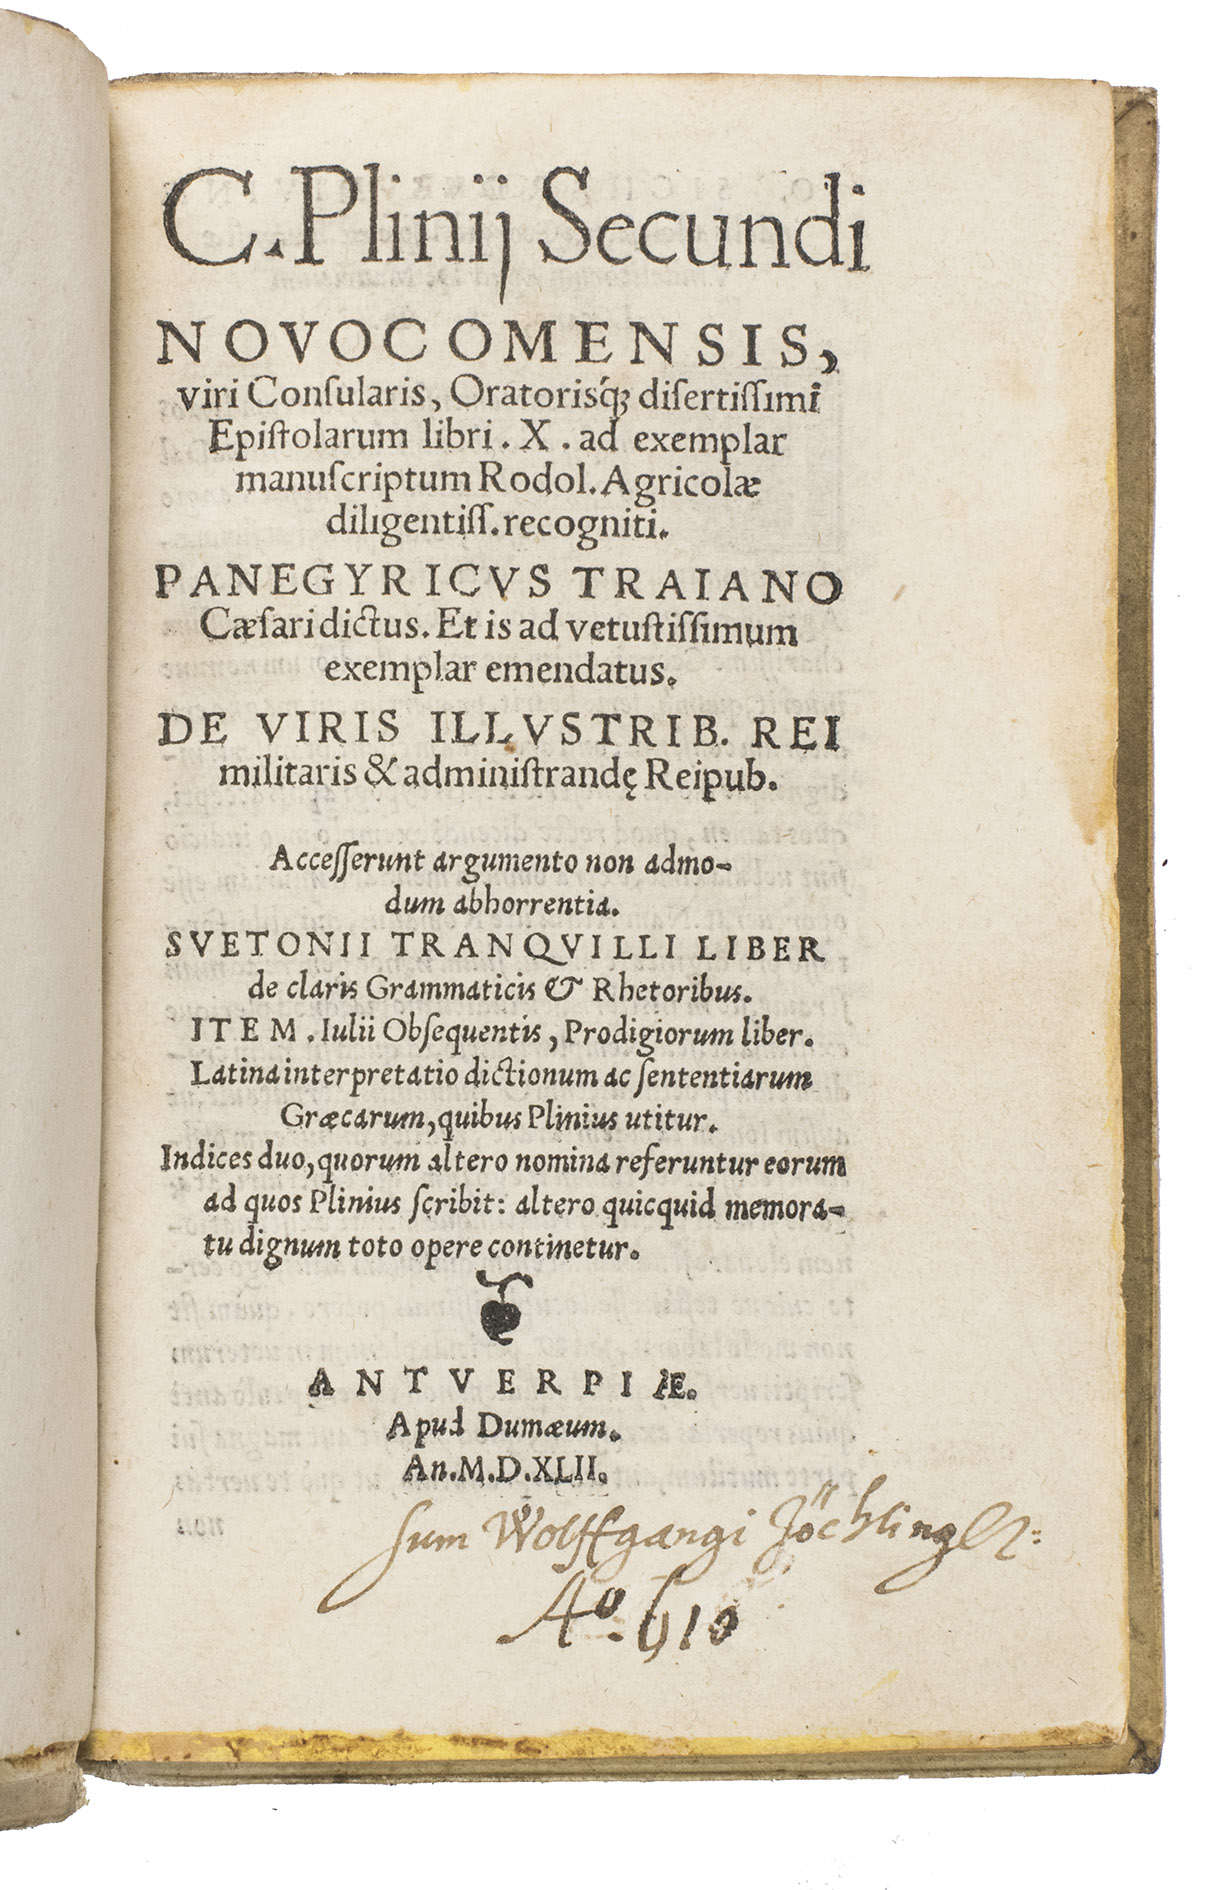 C. Plinij Secundi
NOVOCOMENSIS,
viri Conſularis, Oratorisq́; diſertiſſimi
Epiſtolarum libri. X. ad exemplar
manuſcriptum Rodol. Agricolæ
diligentiſſ. recogniti.
PANEGYRICVS TRAIANO
Cæſari dictus. Et is ad vetuſtiſſimum
exemplar emendatus.
DE VIRIS ILLVSTRIB. REI
militaris & adminiſtrandę Reipub.
Acceſſerunt argumento non admo-
dum abhorrentia.
SVETONII TRANQVILLI LIBER
de claris Grammaticis & Rhetoribus.
ITEM. Iulii Obſequentis, Prodigiorum liber.
Latina interpretatio dictionum ac ſententiarum
Græcarum, quibus Plinius utitur.
Indices duo, quorum altero nomina referuntur eorum
ad quos Plinius ſcribit: altero quicquid memora-
tu dignum toto opere continetur.
ANTVERPIÆ.
Apud Dumæum.
An. M. D. XLII.
Sum Wolffgangi Jöchling
Aº. 610